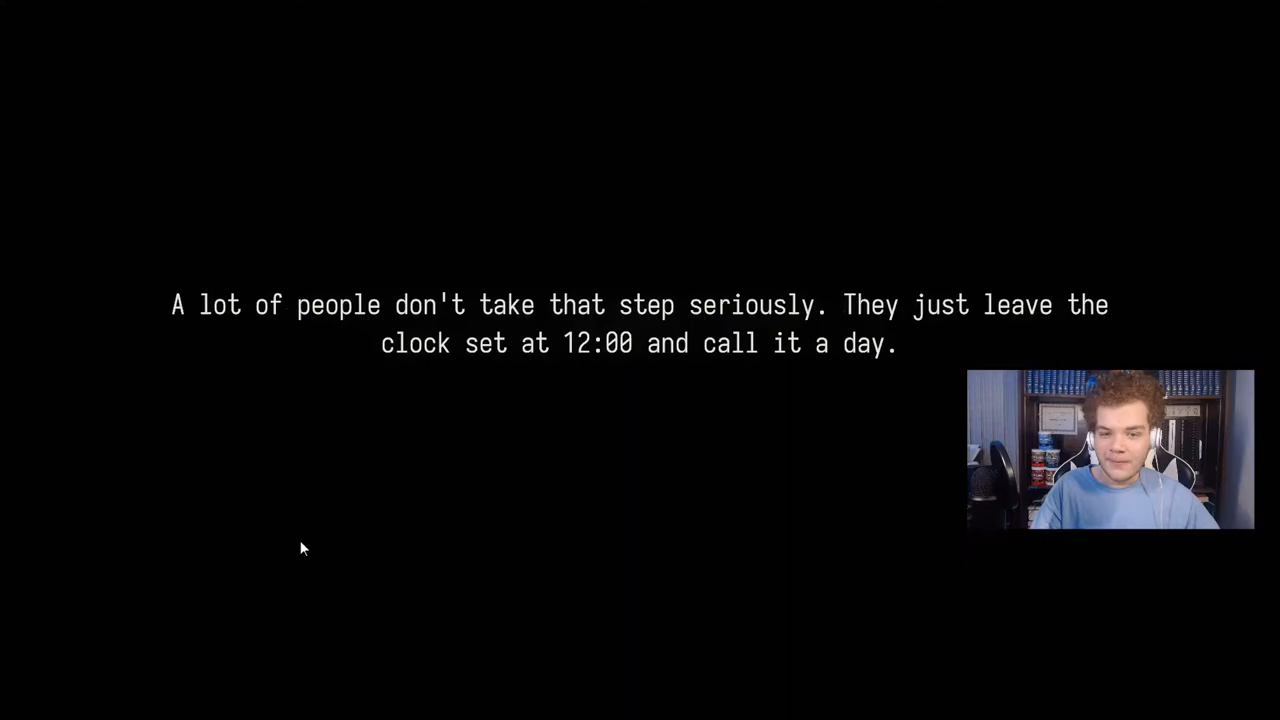 A lot of people don't take that step seriously. They just leave the
clock set at 12:00 and call it a day.